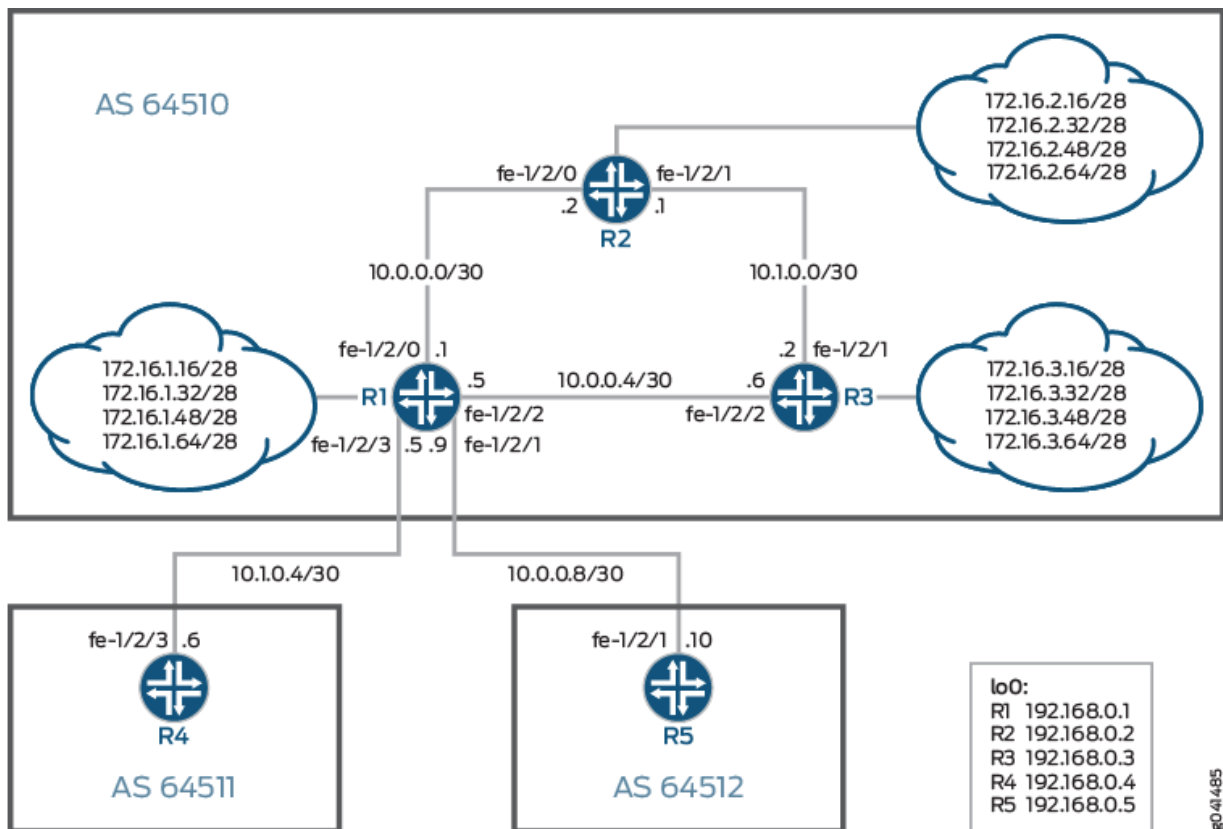 AS 64510
172.16.2.16/28
172.16.2.32/28
172.16.2.48/28
172.16.2.64/28
fe-1/2/0
fe-1/2/1
.2
.1
R2
10.0.0.0/30
10.1.0.0/30
172.16.1.16/28
172.16.1.32/28
172.16.1.48/28
172.16.1.64/28
fe-1/2/0 .1
R1
.5
10.0.0.4/30
.6
fe-1/2/2
fe-1/2/3
.5 .9
fe-1/2/1
.2 fe-1/2/1
fe-1/2/2
R3
172.16.3.16/28
172.16.3.32/28
172.16.3.48/28
172.16.3.64/28
10.1.0.4/30
10.0.0.8/30
fe-1/2/3 .6
R4
AS 64511
fe-1/2/1 .10
R5
AS 64512
lo0:
R1 192.168.0.1
R2 192.168.0.2
R3 192.168.0.3
R4 192.168.0.4
R5 192.168.0.5
g041485